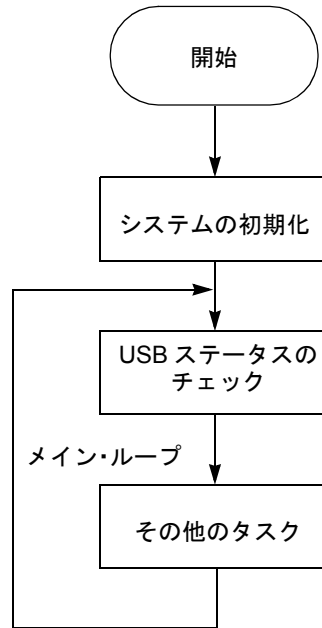 開始
システムの初期化
USB ステータスの
チェック
メイン・ループ
その他のタスク